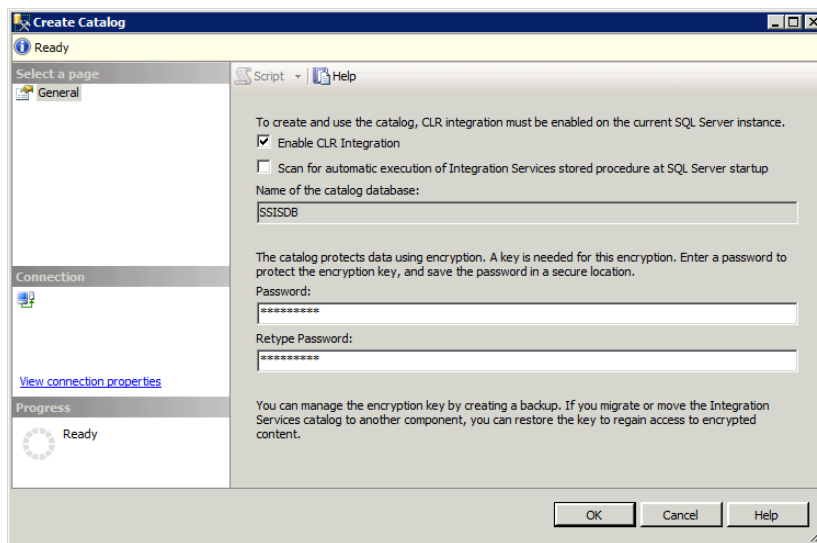 Create Catalog
Ready
Select a page
General
Script
Help
To create and use the catalog, CLR integration must be enabled on the current SQL Server instance.
Enable CLR Integration
Scan for automatic execution of Integration Services stored procedure at SQL Server startup
Name of the catalog database:
SSISDB
The catalog protects data using encryption. A key is needed for this encryption. Enter a password to
protect the encryption key, and save the password in a secure location.
Password:
*********
Retype Password:
*********
You can manage the encryption key by creating a backup. If you migrate or move the Integration
Services catalog to another component, you can restore the key to regain access to encrypted
content.
Connection
View connection properties
Progress
Ready
OK
Cancel
Help